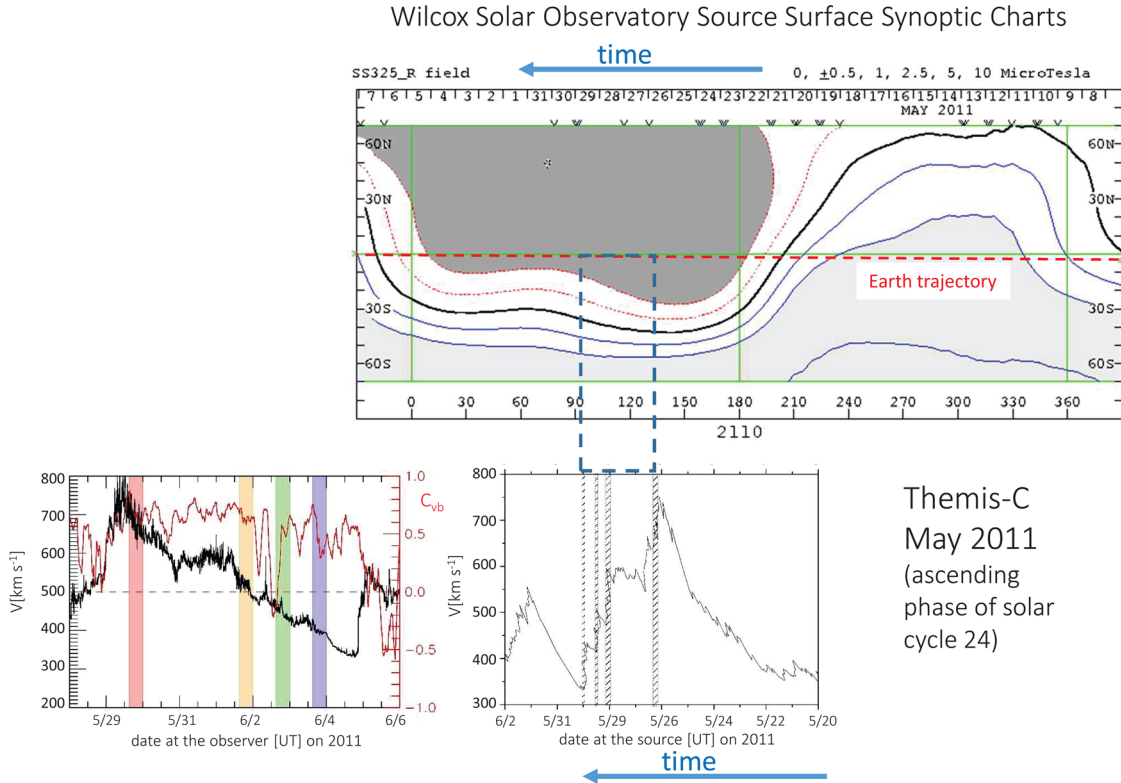 Wilcox Solar Observatory Source Surface Synoptic Charts
time
SS325_R field 0, ±0.5, 1, 2.5, 5, 10 MicroTesla
7 6 5 4 3 2 1 31 30 29 28 27 26 25 24 23 22 21 20 19 18 17 16 15 14 13 12 11 10 9 8
MAY 2011
60N 60N
30N 30N
0 0
Earth trajectory
30S 30S
60S 60S
0 30 60 90 120 150 180 210 240 270 300 330 360
2110
800 700 600 500 400 300 200
V[km s⁻¹]
1.0 0.5 0.0 -0.5 -1.0
Cvb
5/29 5/31 6/2 6/4 6/6
date at the observer [UT] on 2011
800 750 700 600 500 400 300
V[km s⁻¹]
6/2 5/31 5/29 5/26 5/24 5/22 5/20
date at the source [UT] on 2011
time
Themis-C
May 2011
(ascending
phase of solar
cycle 24)